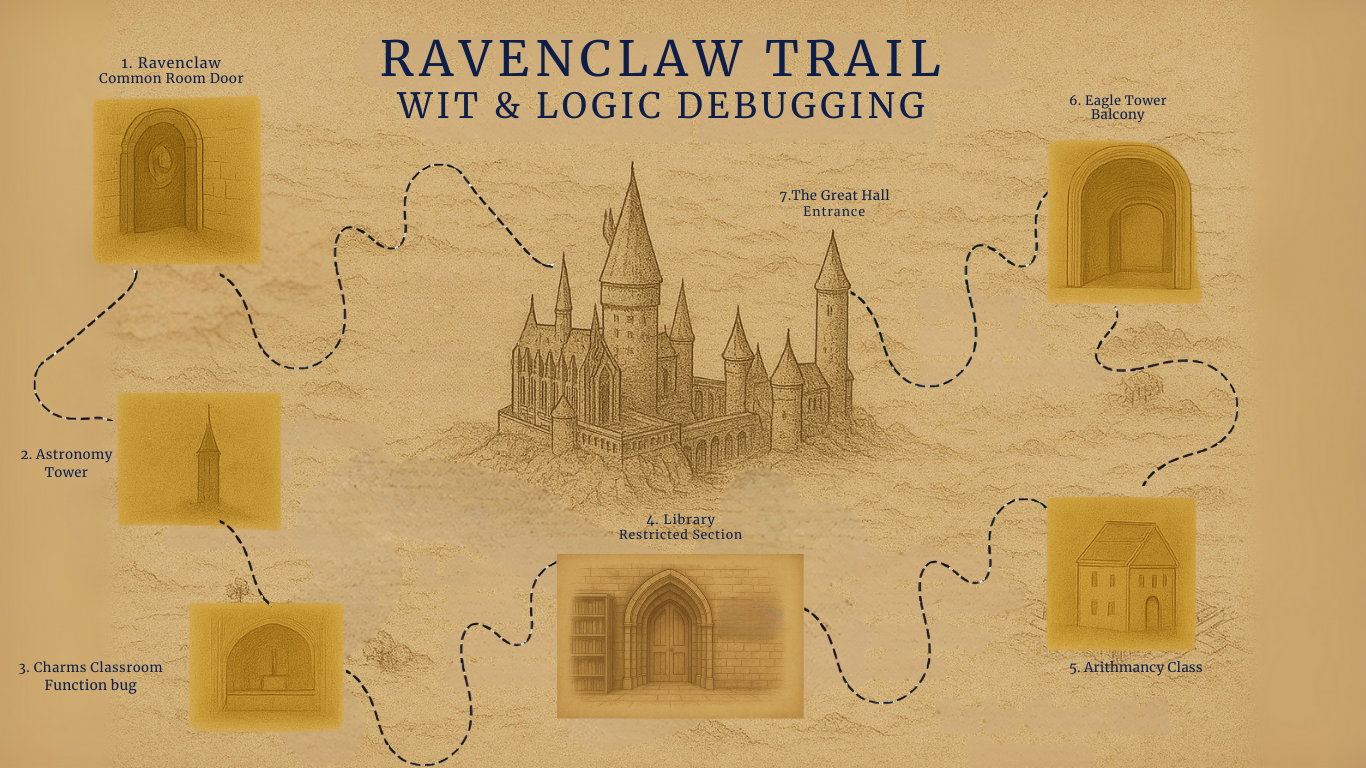 RAVENCLAW TRAIL
WIT & LOGIC DEBUGGING
1. Ravenclaw
Common Room Door
2. Astronomy
Tower
3. Charms Classroom
Function bug
4. Library
Restricted Section
5. Arithmancy Class
6. Eagle Tower
Balcony
7.The Great Hall
Entrance